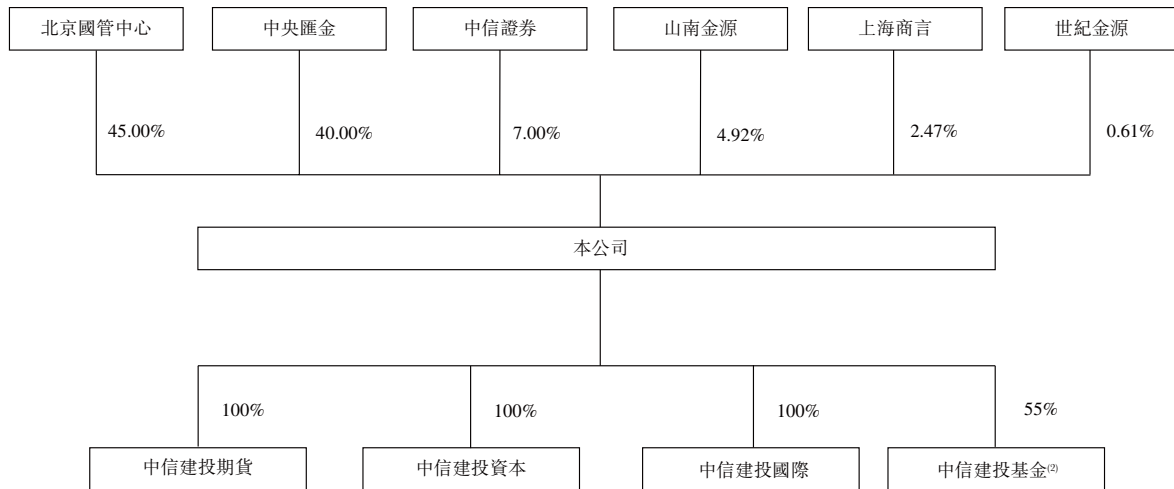 北京國管中心
中央匯金
中信證券
山南金源
上海商言
世紀金源
45.00%
40.00%
7.00%
4.92%
2.47%
0.61%
本公司
100%
100%
100%
55%
中信建投期貨
中信建投資本
中信建投國際
中信建投基金(2)